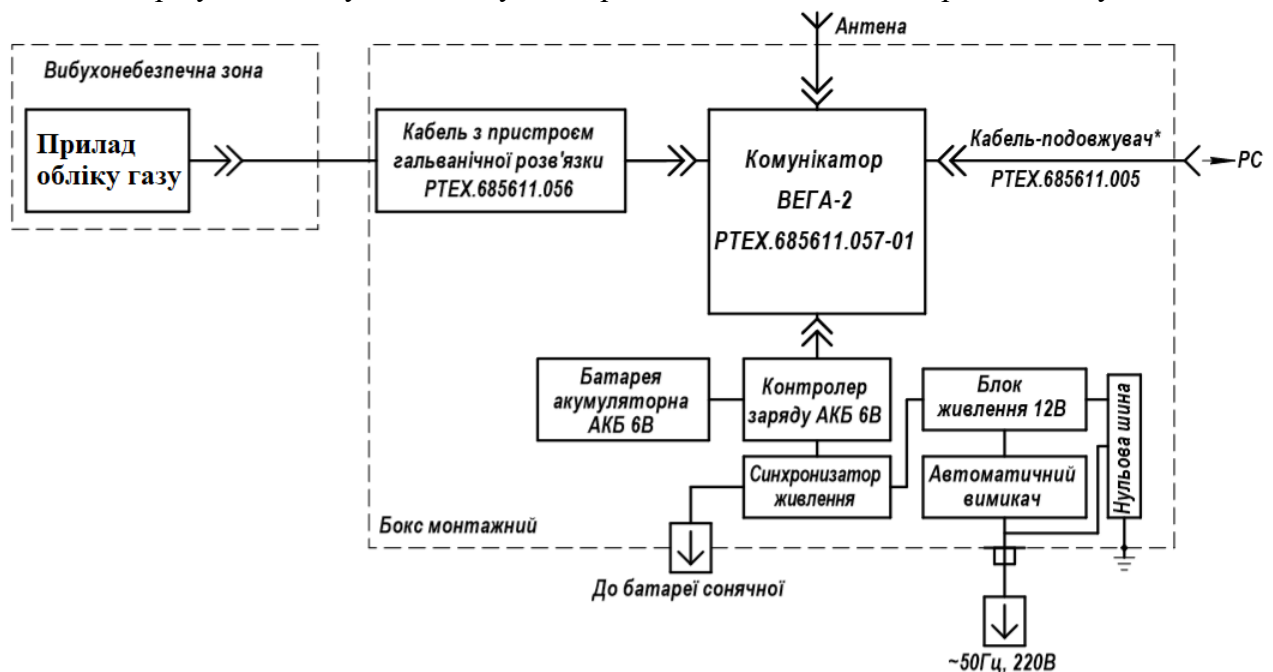 Антена
Вибухонебезпечна зона
Прилад
обліку газу
Кабель з пристроєм
гальванічної розв'язки
РТЕХ.685611.056
Комунікатор
ВЕГА-2
РТЕХ.685611.057-01
Кабель-подовжувач*
РТЕХ.685611.005
РС
Батарея
акумуляторна
АКБ 6В
Контролер
заряду АКБ 6В
Блок
живлення 12В
Нульова шина
Синхронизатор
живлення
Автоматичний
вимикач
Бокс монтажний
До батареї сонячної
~50Гц, 220В